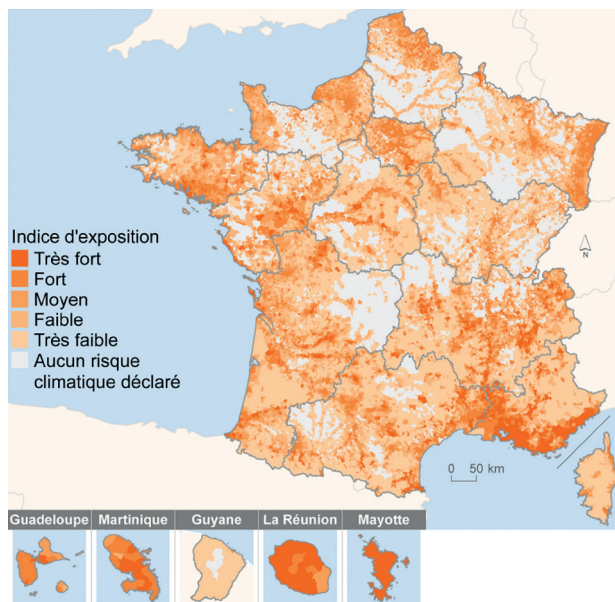 Indice d'exposition
Très fort
Fort
Moyen
Faible
Très faible
Aucun risque
climatique déclaré
N
0 50 km
Guadeloupe
Martinique
Guyane
La Réunion
Mayotte